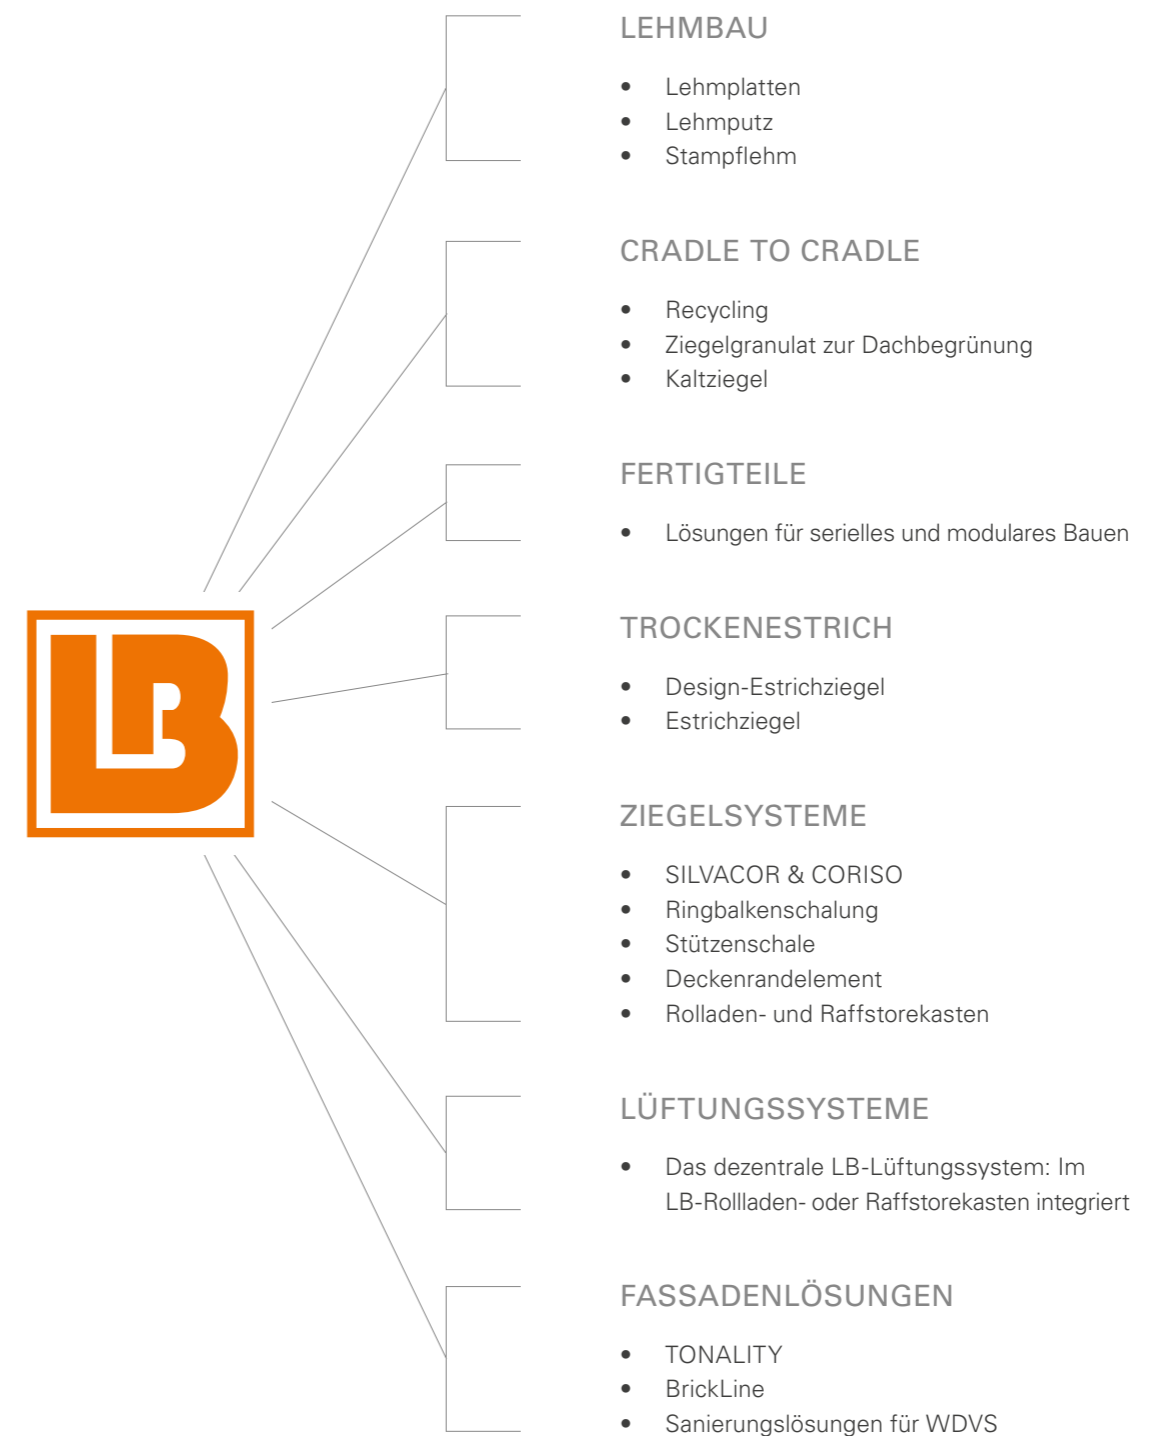 LEHMBAU
• Lehmplatten
• Lehmputz
• Stampflehm
CRADLE TO CRADLE
• Recycling
• Ziegelgranulat zur Dachbegrünung
• Kaltziegel
FERTIGTEILE
• Lösungen für serielles und modulares Bauen
LB
TROCKENESTRICH
• Design-Estrichziegel
• Estrichziegel
ZIEGELSYSTEME
• SILVACOR & CORISO
• Ringbalkenschalung
• Stützenschale
• Deckenrandelement
• Rolladen- und Raffstorekasten
LÜFTUNGSSYSTEME
• Das dezentrale LB-Lüftungssystem: Im
LB-Rollladen- oder Raffstorekasten integriert
FASSADENLÖSUNGEN
• TONALITY
• BrickLine
• Sanierungslösungen für WDVS